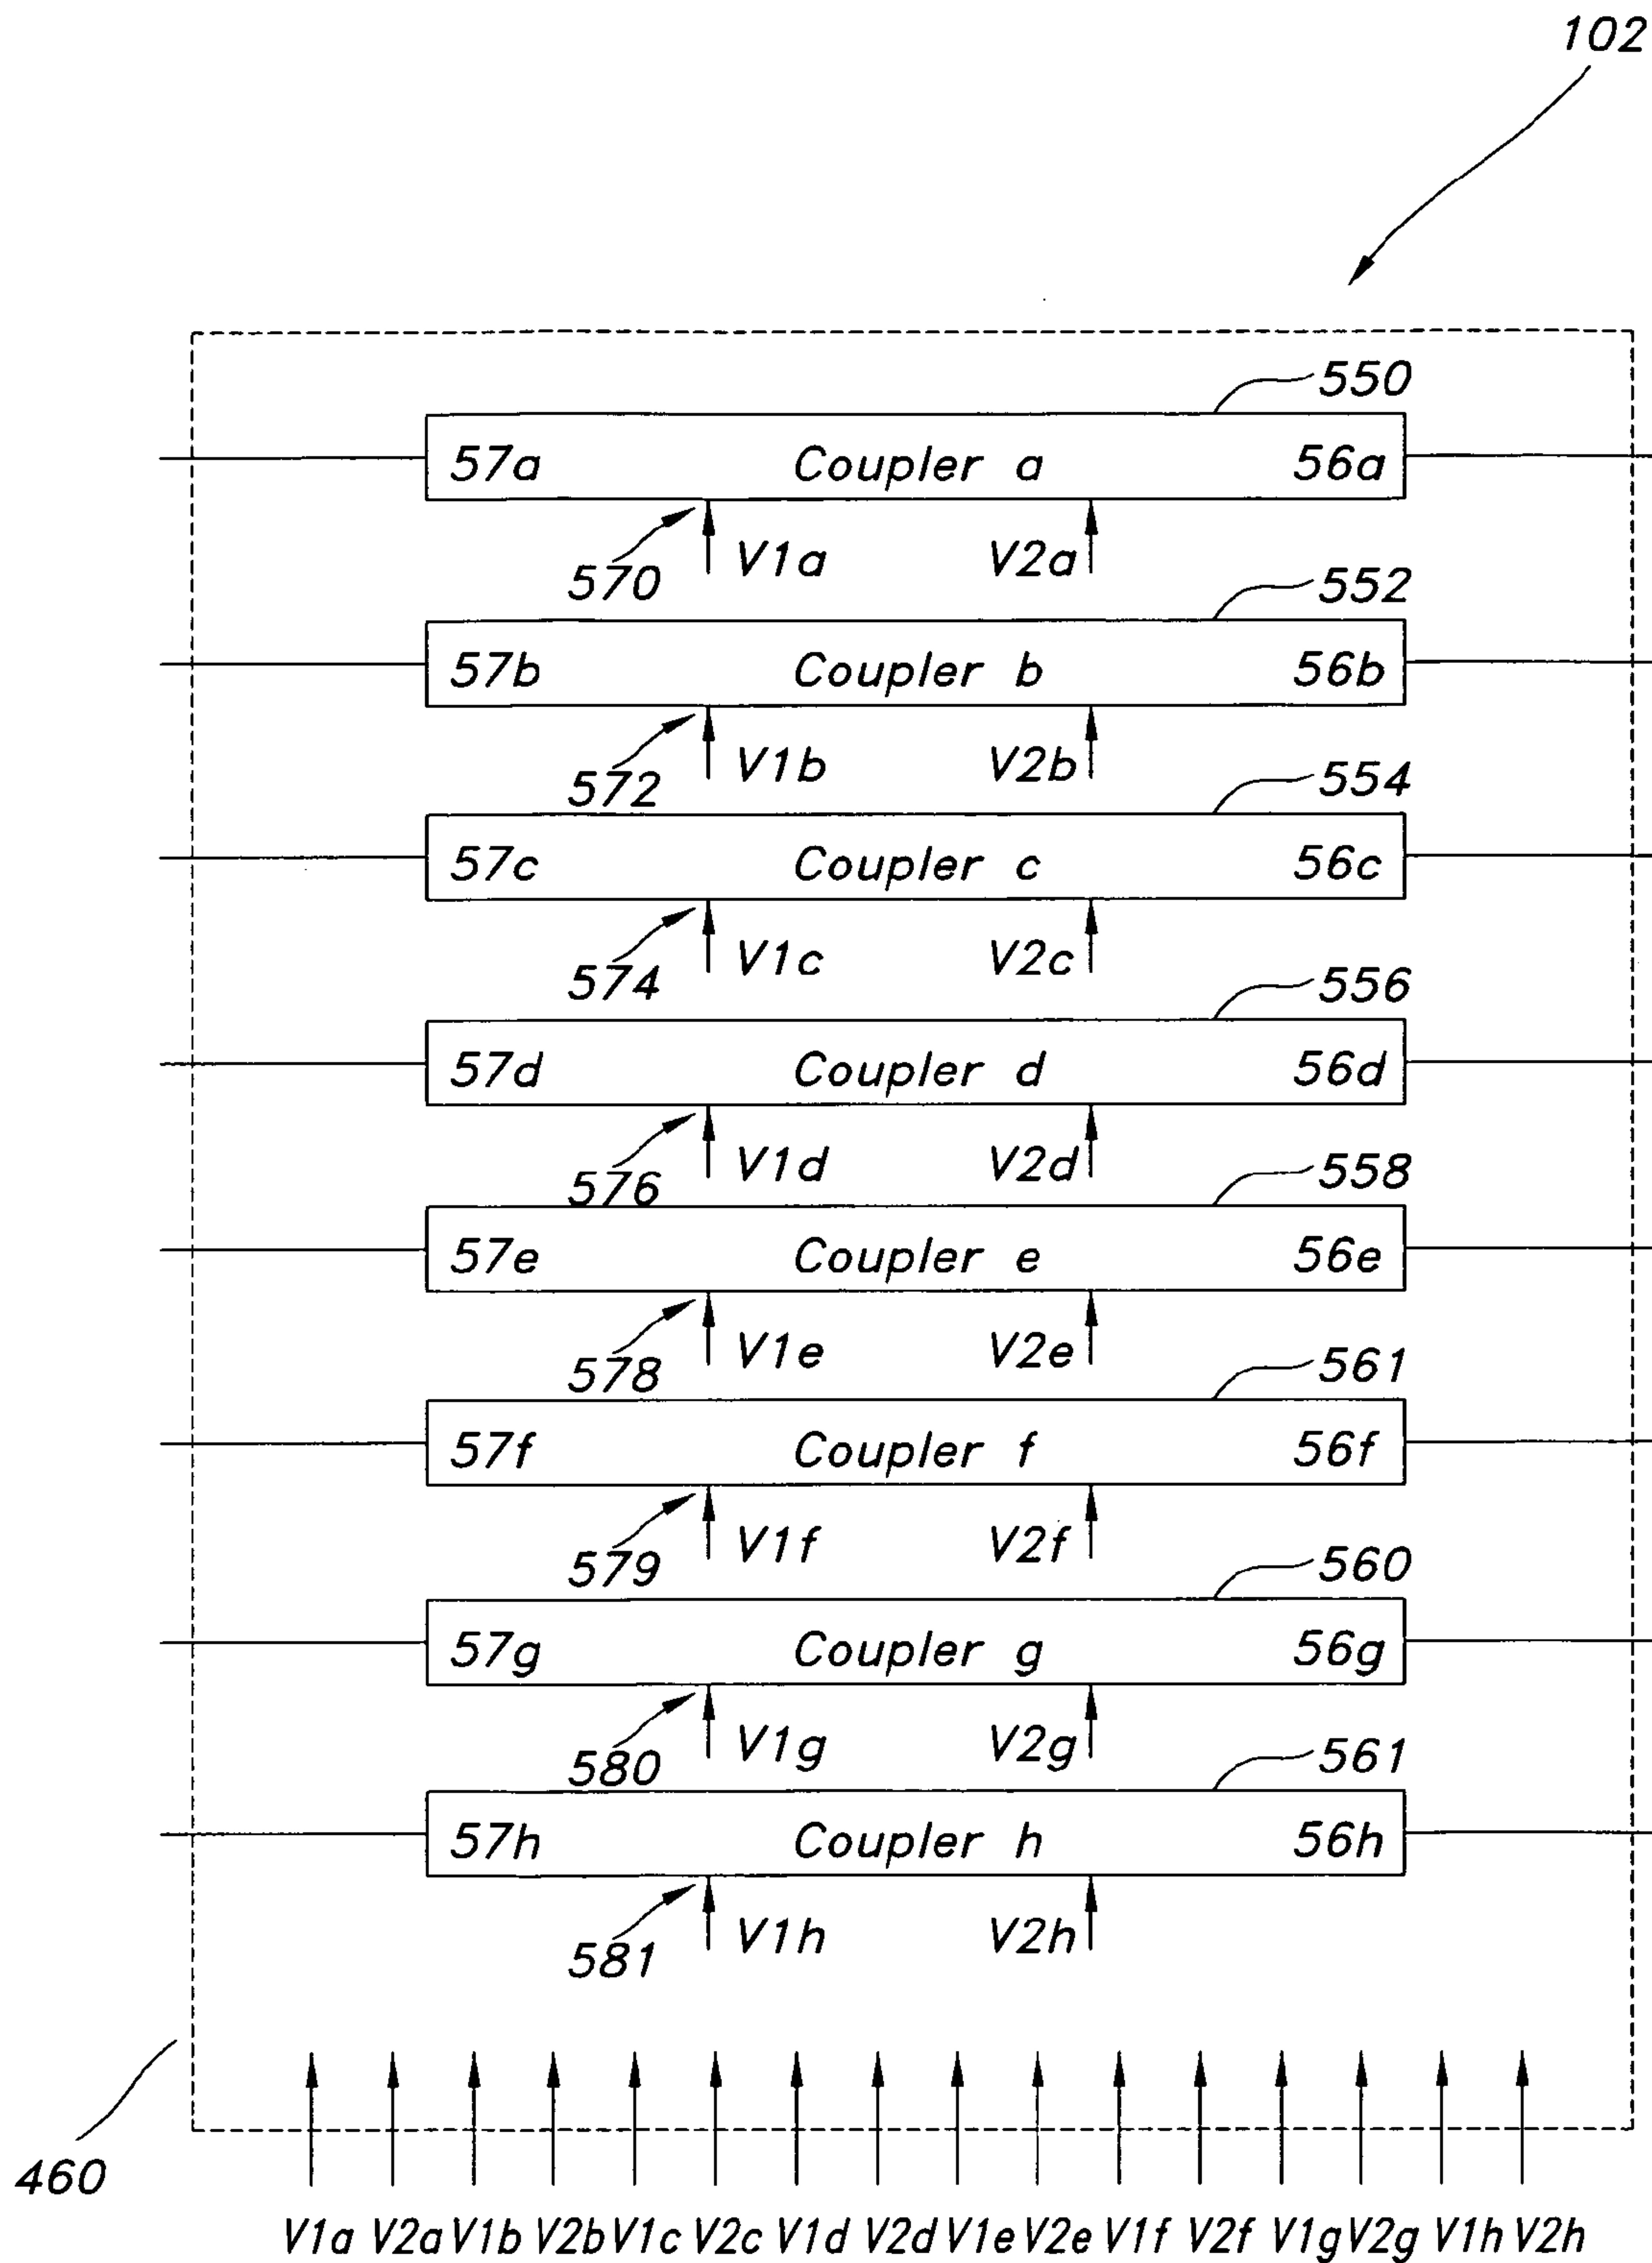 102
550
57a Coupler a 56a
V1a V2a
570
552
57b Coupler b 56b
V1b V2b
572
554
57c Coupler c 56c
V1c V2c
574
556
57d Coupler d 56d
V1d V2d
576
558
57e Coupler e 56e
V1e V2e
578
561
57f Coupler f 56f
V1f V2f
579
560
57g Coupler g 56g
V1g V2g
580
561
57h Coupler h 56h
V1h V2h
581
460
V1a V2a V1b V2b V1c V2c V1d V2d V1e V2e V1f V2f V1g V2g V1h V2h